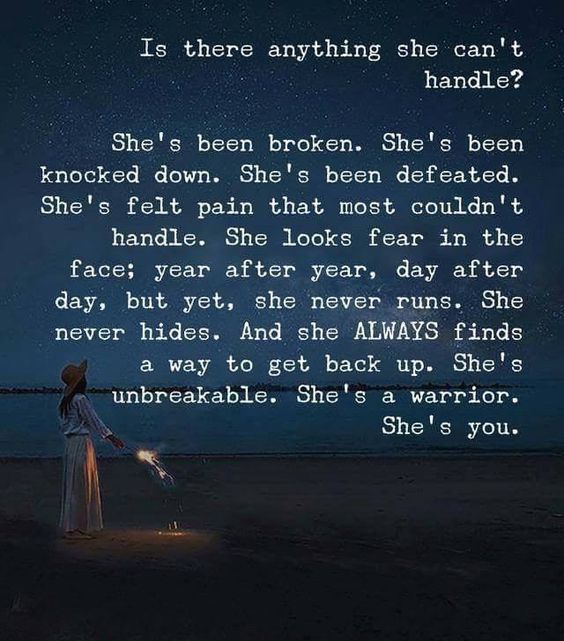 Is there anything she can't
handle?
She's been broken. She's been
knocked down. She's been defeated.
She's felt pain that most couldn't
handle. She looks fear in the
face; year after year, day after
day, but yet, she never runs. She
never hides. And she ALWAYS finds
a way to get back up. She's
unbreakable. She's a warrior.
She's you.